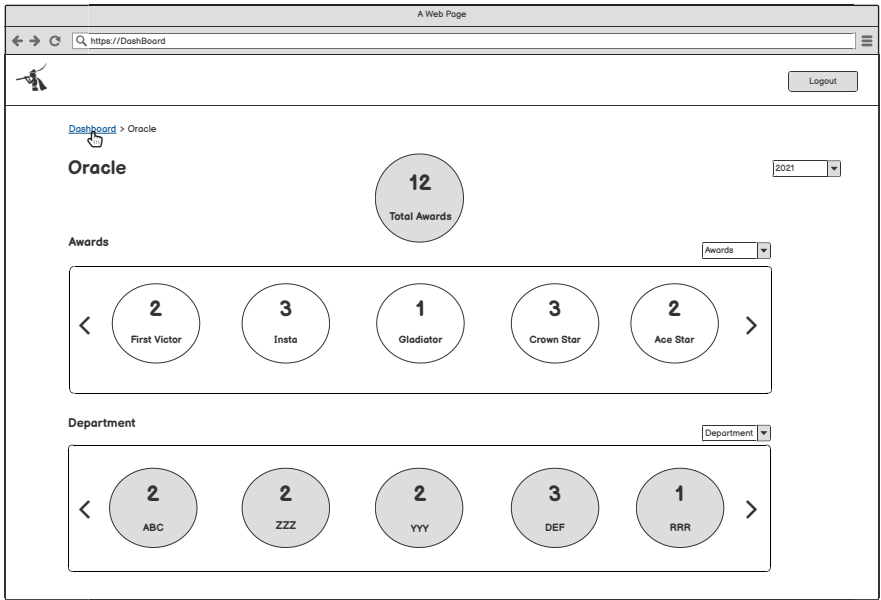 A Web Page
https://DashBoard
Logout
Dashboard > Oracle
Oracle
2021
12
Total Awards
Awards
Awards
2 3 1 3 2
First Victor Insta Gladiator Crown Star Ace Star
Department
Department
2 2 2 3 1
ABC ZZZ YYY DEF RRR